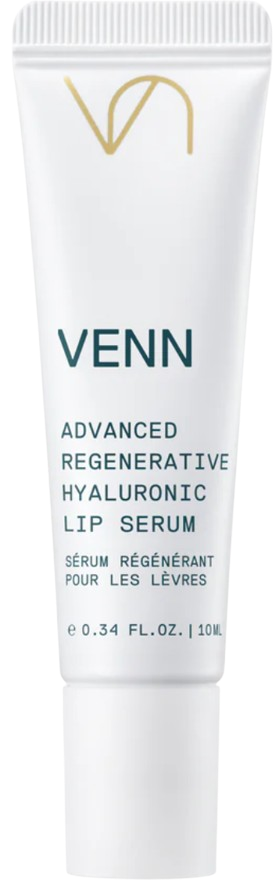 VENN
ADVANCED
REGENERATIVE
HYALURONIC
LIP SERUM
SÉRUM RÉGÉNÉRANT
POUR LES LÈVRES
℮ 0.34 FL.OZ. | 10ML